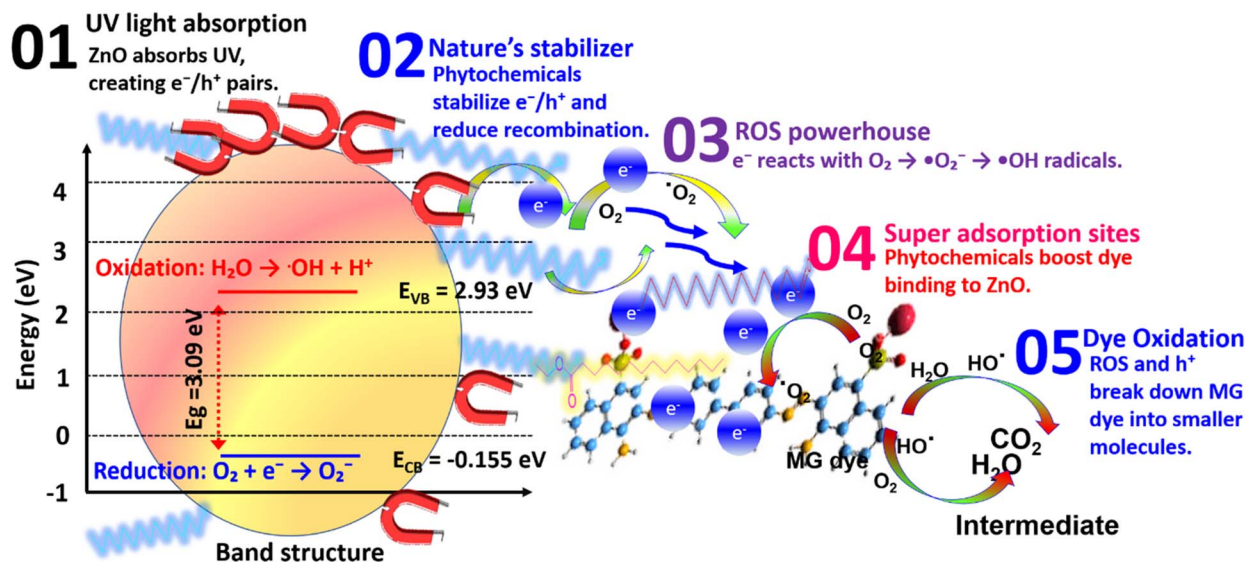 01
UV light absorption
ZnO absorbs UV,
creating e⁻/h⁺ pairs.
02
Nature's stabilizer
Phytochemicals
stabilize e⁻/h⁺ and
reduce recombination.
03
ROS powerhouse
e⁻ reacts with O₂ → •O₂⁻ → •OH radicals.
04
Super adsorption sites
Phytochemicals boost dye
binding to ZnO.
05
Dye Oxidation
ROS and h⁺
break down MG
dye into smaller
molecules.
Energy (eV)
4
3
2
1
0
-1
Oxidation: H₂O → ·OH + H⁺
Eg =3.09 eV
Reduction: O₂ + e⁻ → O₂⁻
E_VB = 2.93 eV
E_CB = -0.155 eV
Band structure
e⁻
e⁻
O₂
·O₂
e⁻
e⁻
e⁻
e⁻
e⁻
O
O
O₂
O₂
·O₂
MG dye
H₂O
HO·
HO·
O₂
CO₂
H₂O
Intermediate